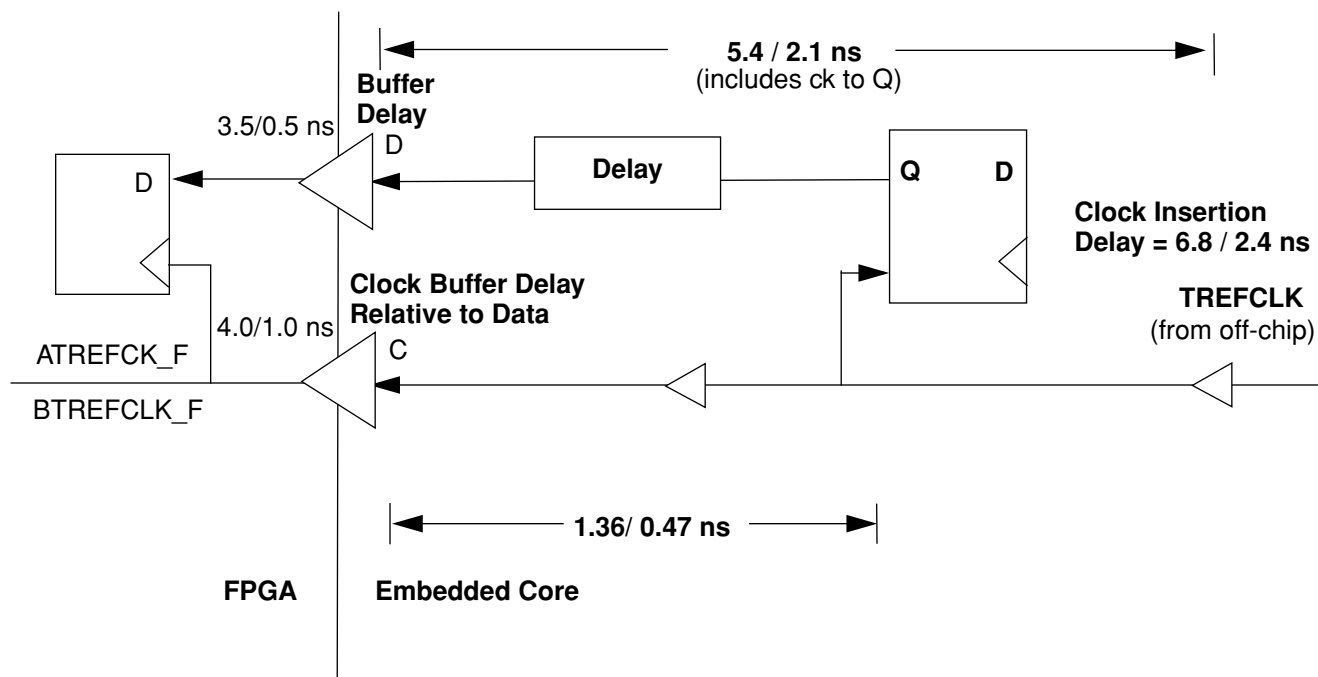 5.4 / 2.1 ns
(includes ck to Q)
Buffer
Delay
3.5/0.5 ns
D
D
Delay
Q
D
Clock Insertion
Delay = 6.8 / 2.4 ns
Clock Buffer Delay
Relative to Data
TREFCLK
(from off-chip)
4.0/1.0 ns
C
ATREFCK_F
BTREFCLK_F
1.36/ 0.47 ns
FPGA
Embedded Core